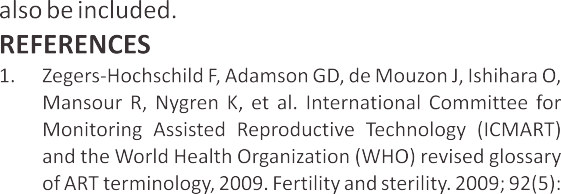 also be included.
REFERENCES
1. Zegers-Hochschild F, Adamson GD, de Mouzon J, Ishihara O,
Mansour R, Nygren K, et al. International Committee for
Monitoring Assisted Reproductive Technology (ICMART)
and the World Health Organization (WHO) revised glossary
of ART terminology, 2009. Fertility and sterility. 2009; 92(5):